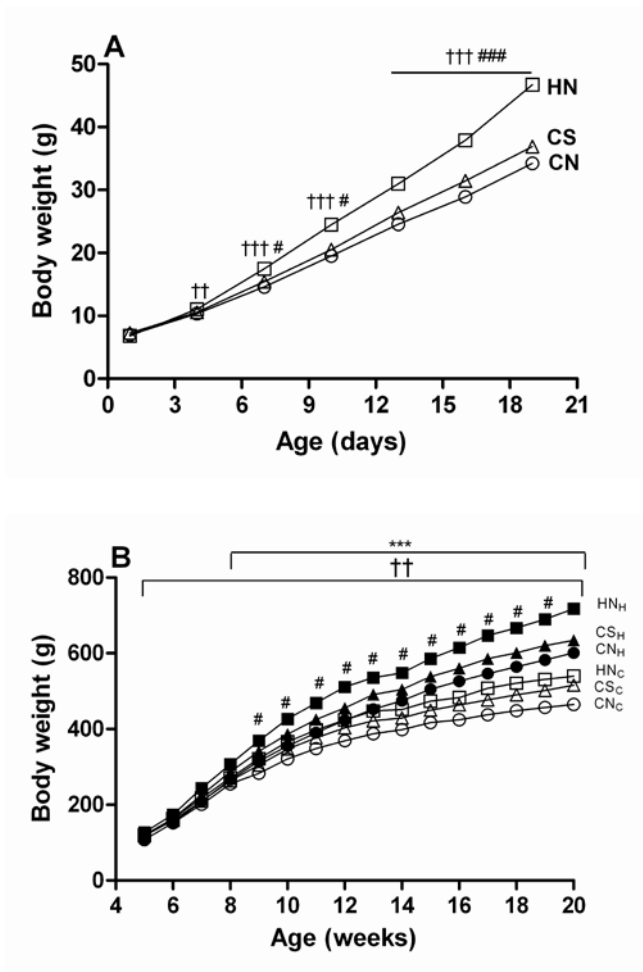 A
††† ###
HN
CS
CN
††† #
††† #
††
50
40
30
20
10
0
Body weight (g)
0 3 6 9 12 15 18 21
Age (days)
B
***
††
HNH
CSH
CNH
HNC
CSC
CNC
# # # # # # # # # # #
800
600
400
200
0
Body weight (g)
4 6 8 10 12 14 16 18 20
Age (weeks)